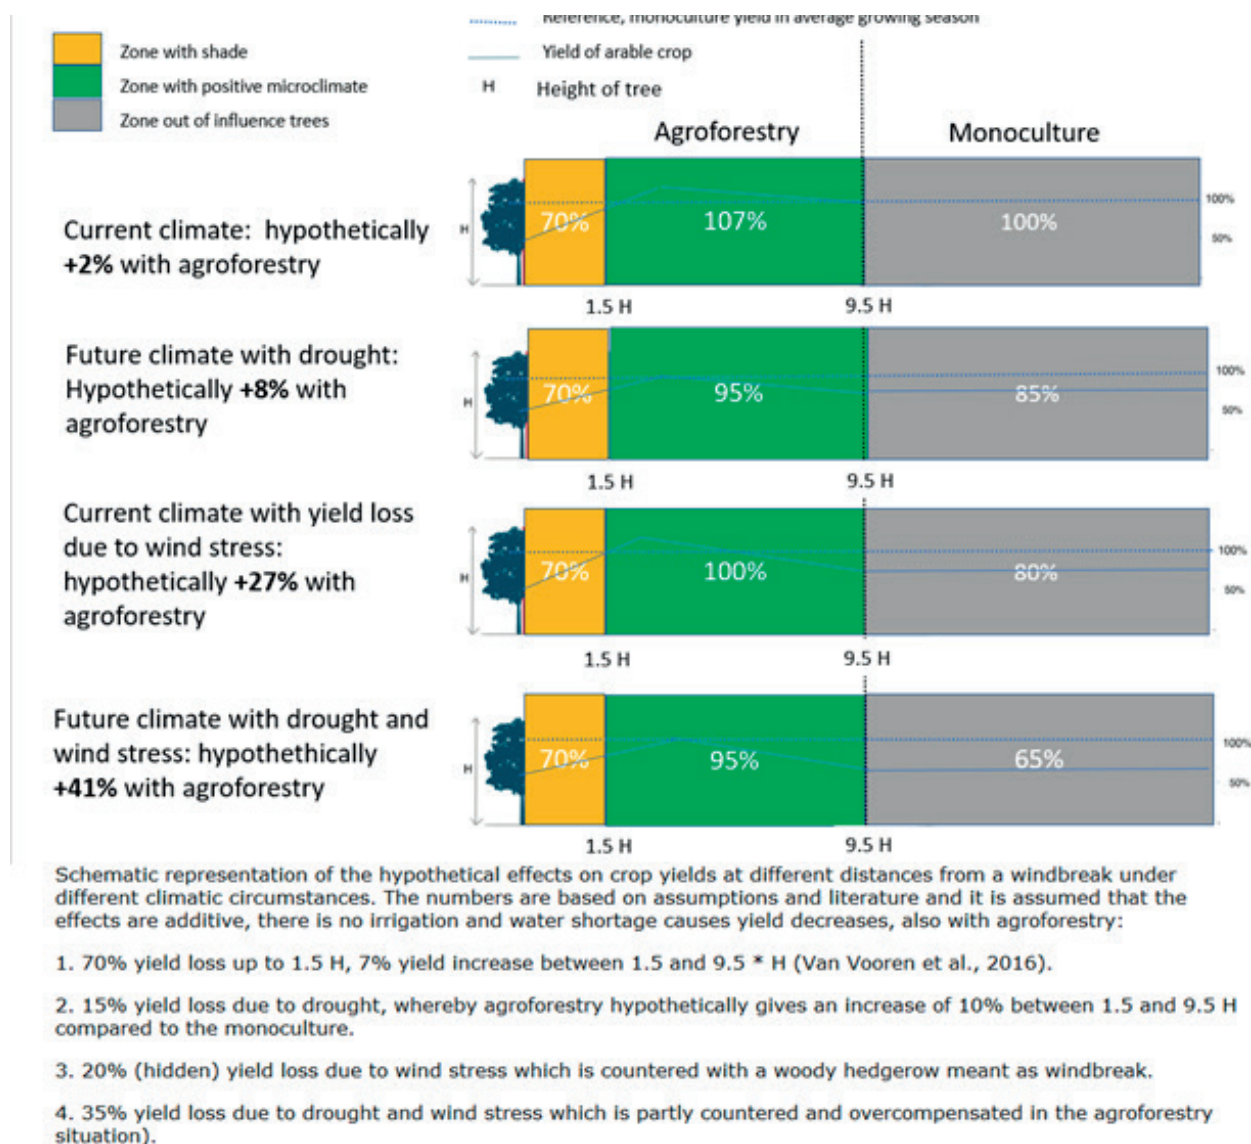 Reference, monoculture yield in average growing season
Zone with shade
Yield of arable crop
Zone with positive microclimate
H Height of tree
Zone out of influence trees
Agroforestry
Monoculture
Current climate: hypothetically
+2% with agroforestry
H
70%
107%
100%
100%
50%
1.5 H
9.5 H
Future climate with drought:
Hypothetically +8% with
agroforestry
H
70%
95%
85%
100%
50%
1.5 H
9.5 H
Current climate with yield loss
due to wind stress:
hypothetically +27% with
agroforestry
H
70%
100%
80%
100%
50%
1.5 H
9.5 H
Future climate with drought and
wind stress: hypothethically
+41% with agroforestry
H
70%
95%
65%
100%
50%
1.5 H
9.5 H
Schematic representation of the hypothetical effects on crop yields at different distances from a windbreak under
different climatic circumstances. The numbers are based on assumptions and literature and it is assumed that the
effects are additive, there is no irrigation and water shortage causes yield decreases, also with agroforestry:
1. 70% yield loss up to 1.5 H, 7% yield increase between 1.5 and 9.5 * H (Van Vooren et al., 2016).
2. 15% yield loss due to drought, whereby agroforestry hypothetically gives an increase of 10% between 1.5 and 9.5 H
compared to the monoculture.
3. 20% (hidden) yield loss due to wind stress which is countered with a woody hedgerow meant as windbreak.
4. 35% yield loss due to drought and wind stress which is partly countered and overcompensated in the agroforestry
situation).